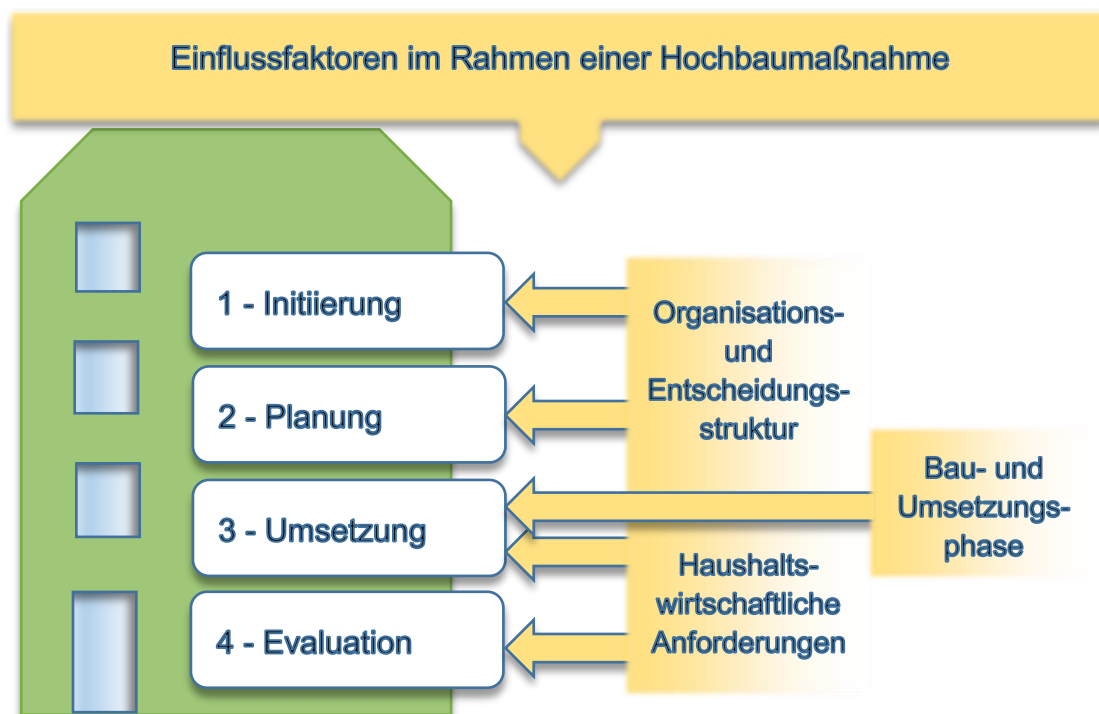 Einflussfaktoren im Rahmen einer Hochbaumaßnahme
1 - Initiierung
2 - Planung
3 - Umsetzung
4 - Evaluation
Organisations-
und
Entscheidungs-
struktur
Haushalts-
wirtschaftliche
Anforderungen
Bau- und
Umsetzungs-
phase